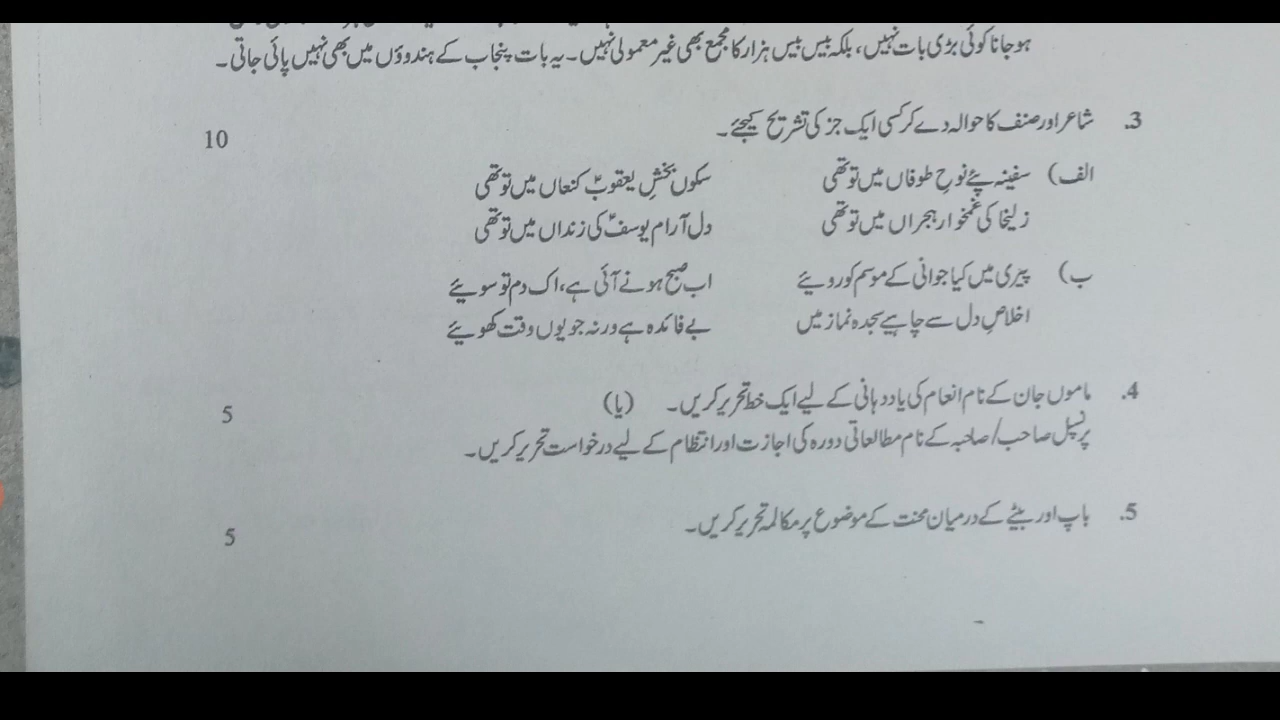 ہوجانا کوئی بڑی بات نہیں، بلکہ بیس بیس ہزار کا مجمع بھی غیر معمولی نہیں۔ یہ بات پنجاب کے ہندوؤں میں بھی نہیں پائی جاتی۔
3. شاعر اور صنف کا حوالہ دے کر کسی ایک جز کی تشریح کیجئے۔ 10
الف) سفینہ پئے نوح طوفاں میں تو تھی سکوں بخشِ یعقوبؑ کنعاں میں تو تھی
زلیخا کی غمخوار ہجراں میں تو تھی دل آرام یوسفؑ کی زنداں میں تو تھی
ب) پیری میں کیا جوانی کے موسم کو رویئے اب صبح ہونے آئی ہے، اک دم تو سویئے
اخلاصِ دل سے چاہیے سجدہ نماز میں بے فائدہ ہے ورنہ جو یوں وقت کھویئے
4. ماموں جان کے نام انعام کی یاددہانی کے لیے ایک خط تحریر کریں۔ (یا) 5
پرنسپل صاحب/صاحبہ کے نام مطالعاتی دورہ کی اجازت اور انتظام کے لیے درخواست تحریر کریں۔
5. باپ اور بیٹے کے درمیان محنت کے موضوع پر مکالمہ تحریر کریں۔ 5